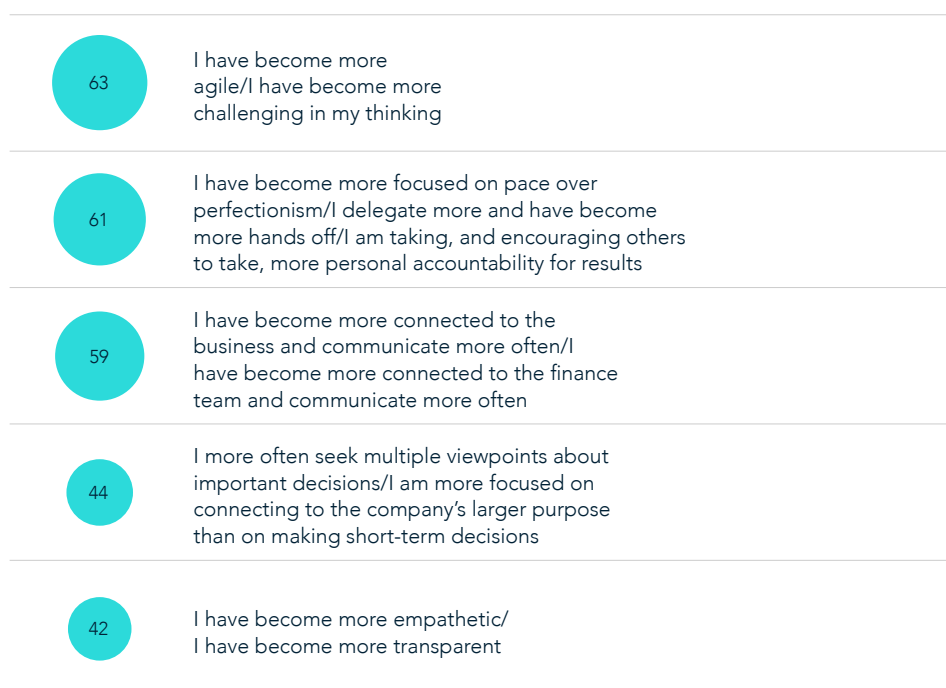 63
I have become more
agile/I have become more
challenging in my thinking
61
I have become more focused on pace over
perfectionism/I delegate more and have become
more hands off/I am taking, and encouraging others
to take, more personal accountability for results
59
I have become more connected to the
business and communicate more often/I
have become more connected to the finance
team and communicate more often
44
I more often seek multiple viewpoints about
important decisions/I am more focused on
connecting to the company’s larger purpose
than on making short-term decisions
42
I have become more empathetic/
I have become more transparent